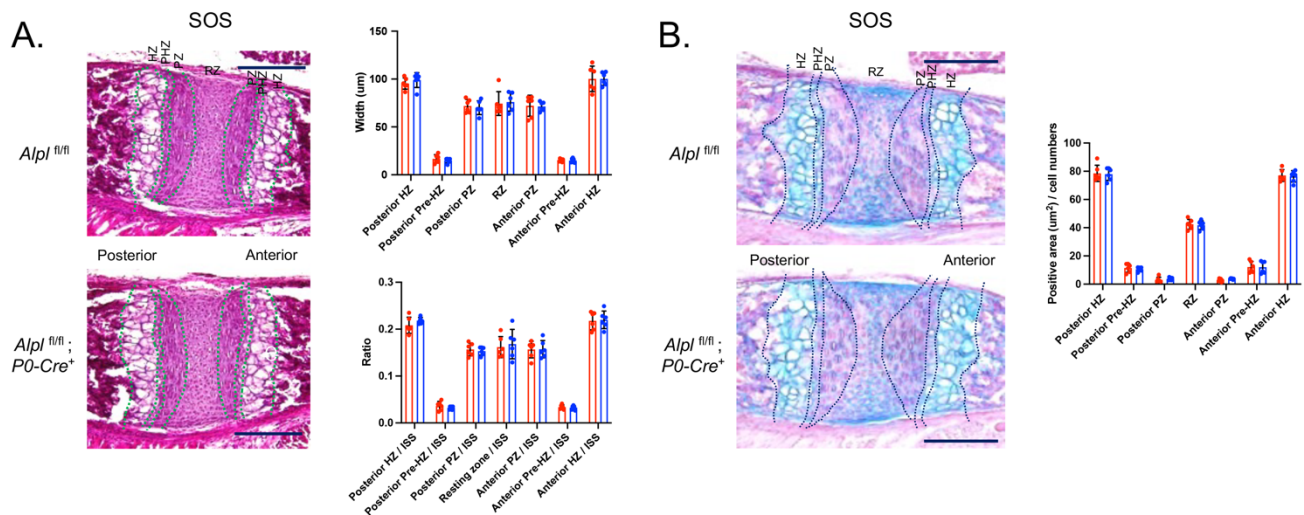 A.
SOS
HZ
PHZ
PZ
RZ
PZ
PHZ
HZ
Alpl fl/fl
Posterior
Anterior
Alpl fl/fl ;
P0-Cre+
Width (um)
150
100
50
0
Posterior HZ
Posterior Pre-HZ
Posterior PZ
RZ
Anterior PZ
Anterior Pre-HZ
Anterior HZ
Ratio
0.3
0.2
0.1
0.0
Posterior HZ / ISS
Posterior Pre-HZ / ISS
Posterior PZ / ISS
Resting zone / ISS
Anterior PZ / ISS
Anterior Pre-HZ / ISS
Anterior HZ / ISS
B.
SOS
HZ
PHZ
PZ
RZ
PZ
PHZ
HZ
Alpl fl/fl
Posterior
Anterior
Alpl fl/fl ;
P0-Cre+
Positive area (um²) / cell numbers
100
80
60
40
20
0
Posterior HZ
Posterior Pre-HZ
Posterior PZ
RZ
Anterior PZ
Anterior Pre-HZ
Anterior HZ